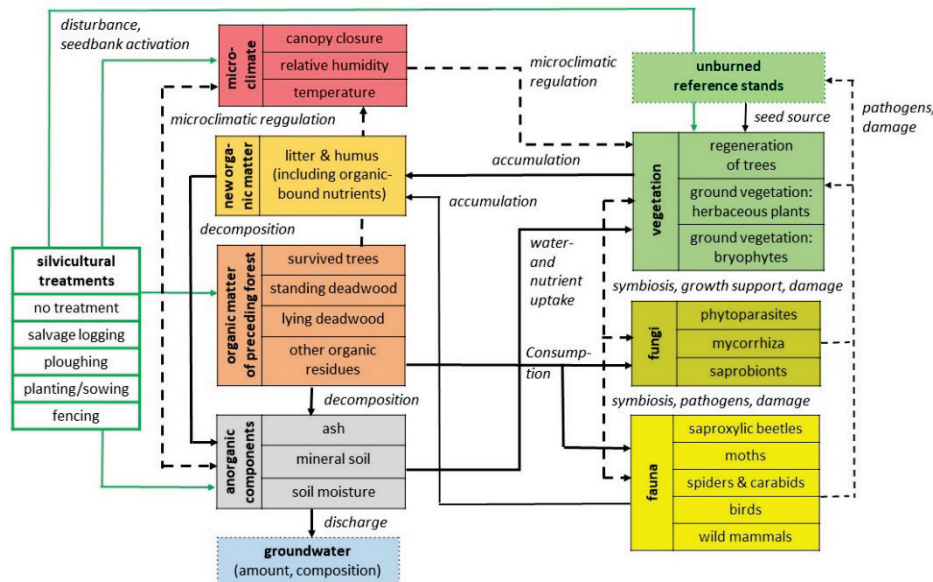 disturbance,
seedbank activation
micro-
climate
canopy closure
relative humidity
temperature
microclimatic
regulation
unburned
reference stands
pathogens,
damage
seed source
microclimatic reggulation
new orga-
nic matter
litter & humus
(including organic-
bound nutrients)
accumulation
accumulation
vegetation
regeneration
of trees
ground vegetation:
herbaceous plants
ground vegetation:
bryophytes
decomposition
silvicultural
treatments
no treatment
salvage logging
ploughing
planting/sowing
fencing
organic matter
of preceding forest
survived trees
standing deadwood
lying deadwood
other organic
residues
water-
and
nutrient
uptake
symbiosis, growth support, damage
fungi
phytoparasites
mycorrhiza
saprobionts
Consump-
tion
symbiosis, pathogens, damage
decomposition
anorganic
components
ash
mineral soil
soil moisture
fauna
saproxylic beetles
moths
spiders & carabids
birds
wild mammals
discharge
groundwater
(amount, composition)